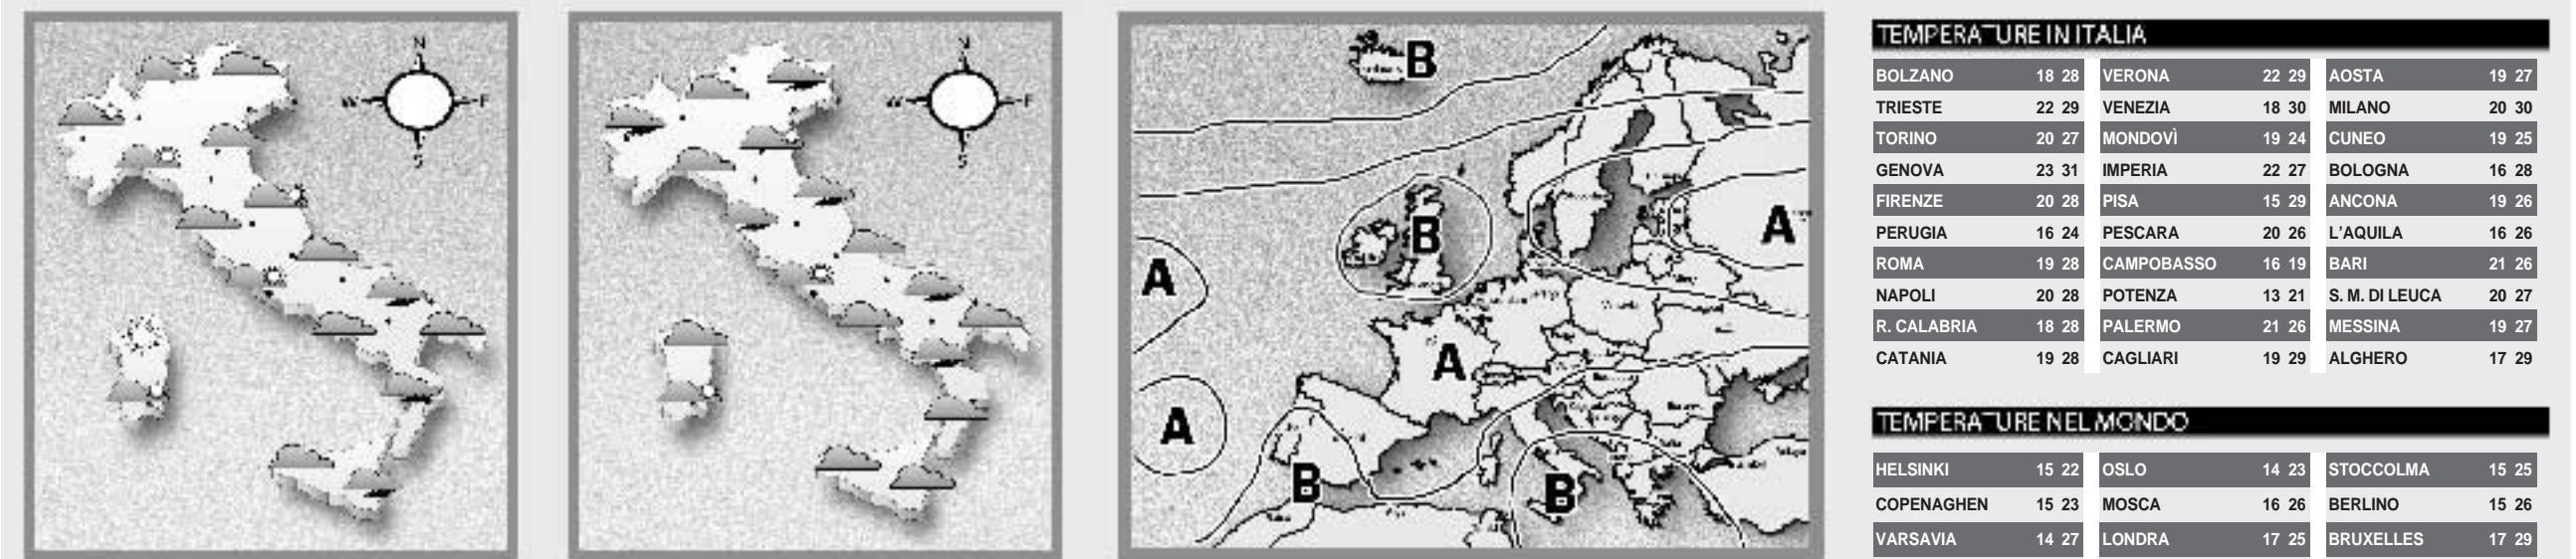 N
W E
S
N
W E
S
B
B
A
A
A
A
B
B
TEMPERATURE IN ITALIA
BOLZANO 18 28 VERONA 22 29 AOSTA 19 27
TRIESTE 22 29 VENEZIA 18 30 MILANO 20 30
TORINO 20 27 MONDOVÌ 19 24 CUNEO 19 25
GENOVA 23 31 IMPERIA 22 27 BOLOGNA 16 28
FIRENZE 20 28 PISA 15 29 ANCONA 19 26
PERUGIA 16 24 PESCARA 20 26 L'AQUILA 16 26
ROMA 19 28 CAMPOBASSO 16 19 BARI 21 26
NAPOLI 20 28 POTENZA 13 21 S. M. DI LEUCA 20 27
R. CALABRIA 18 28 PALERMO 21 26 MESSINA 19 27
CATANIA 19 28 CAGLIARI 19 29 ALGHERO 17 29
TEMPERATURE NEL MONDO
HELSINKI 15 22 OSLO 14 23 STOCCOLMA 15 25
COPENAGHEN 15 23 MOSCA 16 26 BERLINO 15 26
VARSAVIA 14 27 LONDRA 17 25 BRUXELLES 17 29